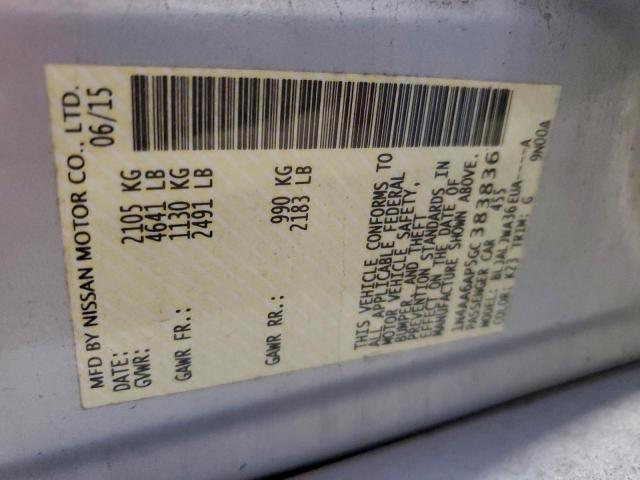 MFD BY NISSAN MOTOR CO., LTD.
DATE: 06/15
GVWR: 2105 KG
4641 LB
GAWR FR.: 1130 KG
2491 LB
GAWR RR.: 990 KG
2183 LB
THIS VEHICLE CONFORMS TO
ALL APPLICABLE FEDERAL
MOTOR VEHICLE SAFETY,
BUMPER, AND THEFT
PREVENTION STANDARDS IN
EFFECT ON THE DATE OF
MANUFACTURE SHOWN ABOVE.
1N4AA6AP5GC383836
PASSENGER CAR 455
MODEL: BLJALJWA36EUA-----A
COLOR: K23 TRIM: G 9N00A